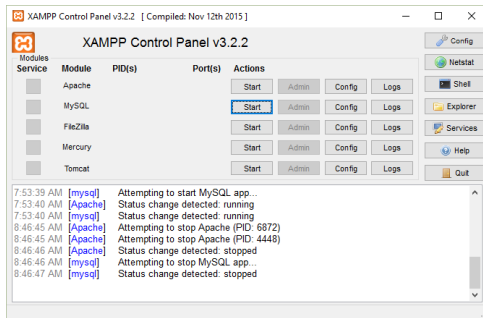 XAMPP Control Panel v3.2.2 [ Compiled: Nov 12th 2015 ]
XAMPP Control Panel v3.2.2
Config
Modules
Service Module PID(s) Port(s) Actions
Netstat
Apache Start Admin Config Logs
Shell
MySQL Start Admin Config Logs
Explorer
FileZilla Start Admin Config Logs
Services
Mercury Start Admin Config Logs
Help
Tomcat Start Admin Config Logs
Quit
7:53:39 AM [mysql] Attempting to start MySQL app...
7:53:40 AM [Apache] Status change detected: running
7:53:40 AM [mysql] Status change detected: running
8:46:45 AM [Apache] Attempting to stop Apache (PID: 6872)
8:46:45 AM [Apache] Attempting to stop Apache (PID: 4448)
8:46:46 AM [Apache] Status change detected: stopped
8:46:46 AM [mysql] Attempting to stop MySQL app...
8:46:47 AM [mysql] Status change detected: stopped